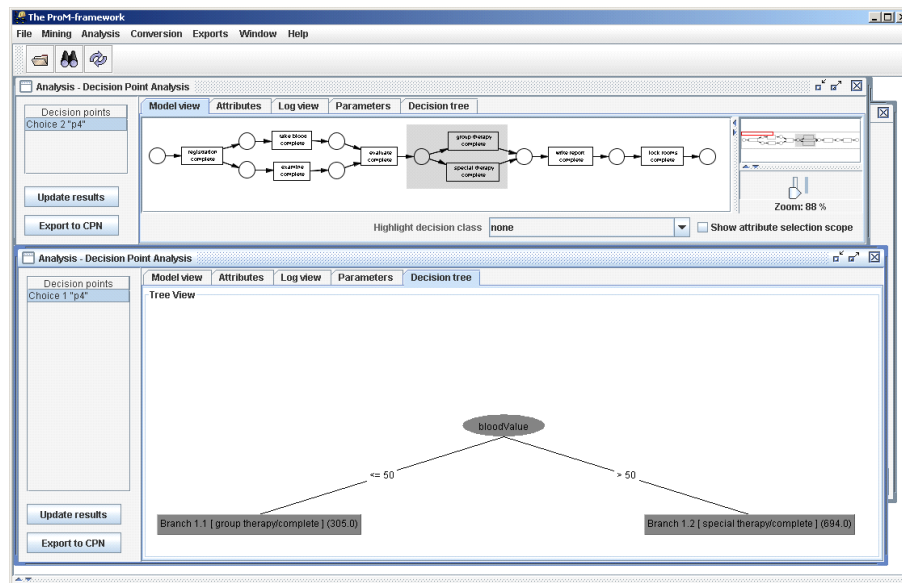 The ProM-framework
File Mining Analysis Conversion Exports Window Help
Analysis - Decision Point Analysis
Decision points
Choice 2 "p4"
Update results
Export to CPN
Model view Attributes Log view Parameters Decision tree
registration complete
take blood complete
examine complete
evaluate complete
group therapy complete
special therapy complete
write report complete
lock rooms complete
Zoom: 88 %
Highlight decision class none Show attribute selection scope
Analysis - Decision Point Analysis
Decision points
Choice 1 "p4"
Update results
Export to CPN
Model view Attributes Log view Parameters Decision tree
Tree View
bloodValue
<= 50
> 50
Branch 1.1 [ group therapy/complete ] (305.0)
Branch 1.2 [ special therapy/complete ] (694.0)